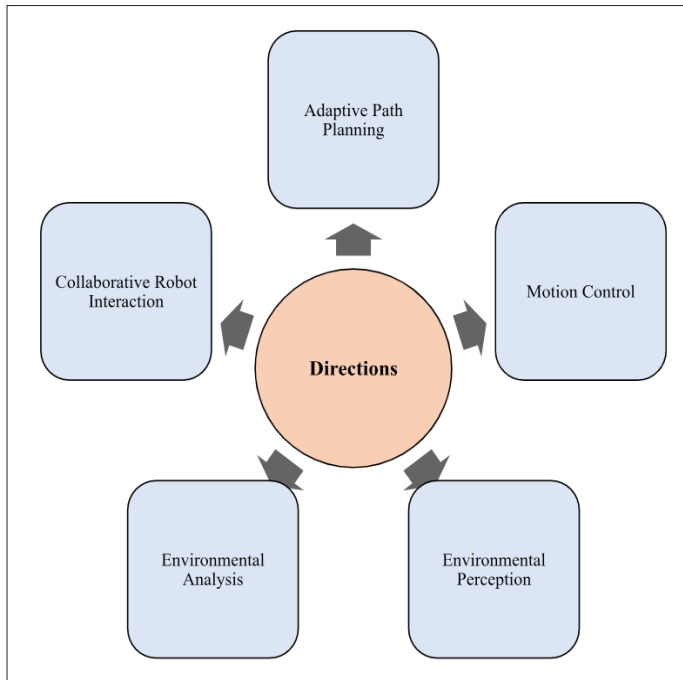 Adaptive Path
Planning
Collaborative Robot
Interaction
Motion Control
Directions
Environmental
Analysis
Environmental
Perception